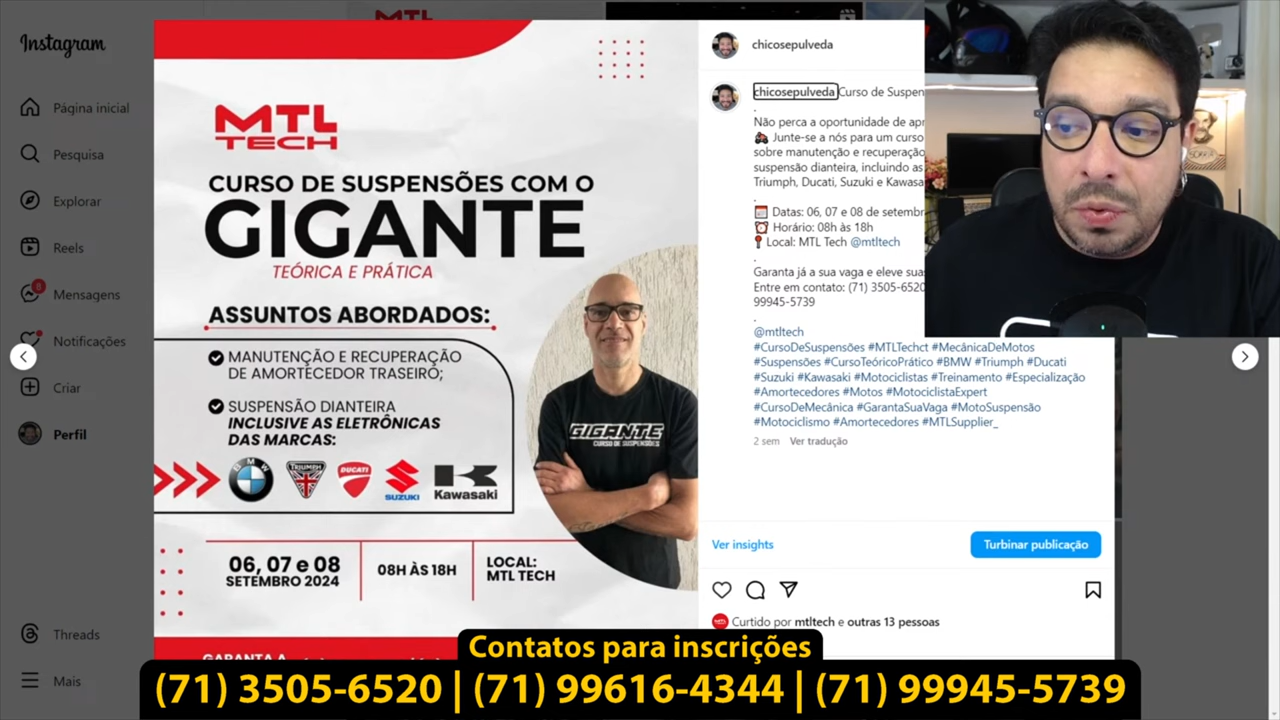 Instagram
Página inicial
Pesquisa
Explorar
Reels
8
Mensagens
Notificações
Criar
Perfil
Threads
Mais
MTL
MTL
TECH
CURSO DE SUSPENSÕES COM O
GIGANTE
TEÓRICA E PRÁTICA
ASSUNTOS ABORDADOS:
MANUTENÇÃO E RECUPERAÇÃO
DE AMORTECEDOR TRASEIRO;
SUSPENSÃO DIANTEIRA
INCLUSIVE AS ELETRÔNICAS
DAS MARCAS:
BMW
TRIUMPH
DUCATI
SUZUKI
Kawasaki
GIGANTE
CURSO DE SUSPENSÕES
06, 07 e 08
SETEMBRO 2024
08H ÀS 18H
LOCAL:
MTL TECH
GARANTA A
chicosepulveda
chicosepulveda Curso de Suspen
.
Não perca a oportunidade de apr
Junte-se a nós para um curso
sobre manutenção e recuperação
suspensão dianteira, incluindo as
Triumph, Ducati, Suzuki e Kawasa
.
Datas: 06, 07 e 08 de setembr
Horário: 08h às 18h
Local: MTL Tech @mtltech
.
Garanta já a sua vaga e eleve sua
Entre em contato: (71) 3505-6520
99945-5739
.
@mtltech
#CursoDeSuspensões #MTLTechct #MecânicaDeMotos
#Suspensões #CursoTeóricoPrático #BMW #Triumph #Ducati
#Suzuki #Kawasaki #Motociclistas #Treinamento #Especialização
#Amortecedores #Motos #MotociclistaExpert
#CursoDeMecânica #GarantaSuaVaga #MotoSuspensão
#Motociclismo #Amortecedores #MTLSupplier_
2 sem Ver tradução
Ver insights
Turbinar publicação
Curtido por mtltech e outras 13 pessoas
Contatos para inscrições
(71) 3505-6520 | (71) 99616-4344 | (71) 99945-5739